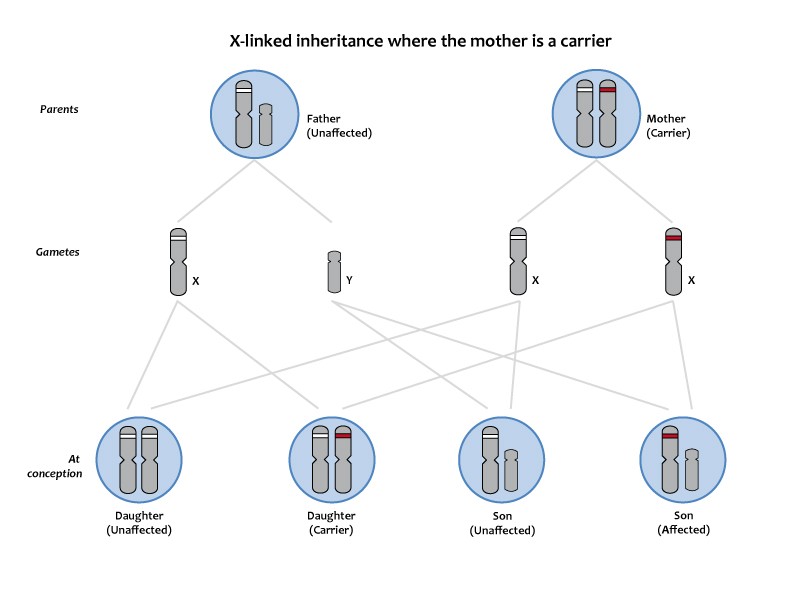 X-linked inheritance where the mother is a carrier
Parents
Father
(Unaffected)
Mother
(Carrier)
Gametes
X
Y
X
X
At
conception
Daughter
(Unaffected)
Daughter
(Carrier)
Son
(Unaffected)
Son
(Affected)